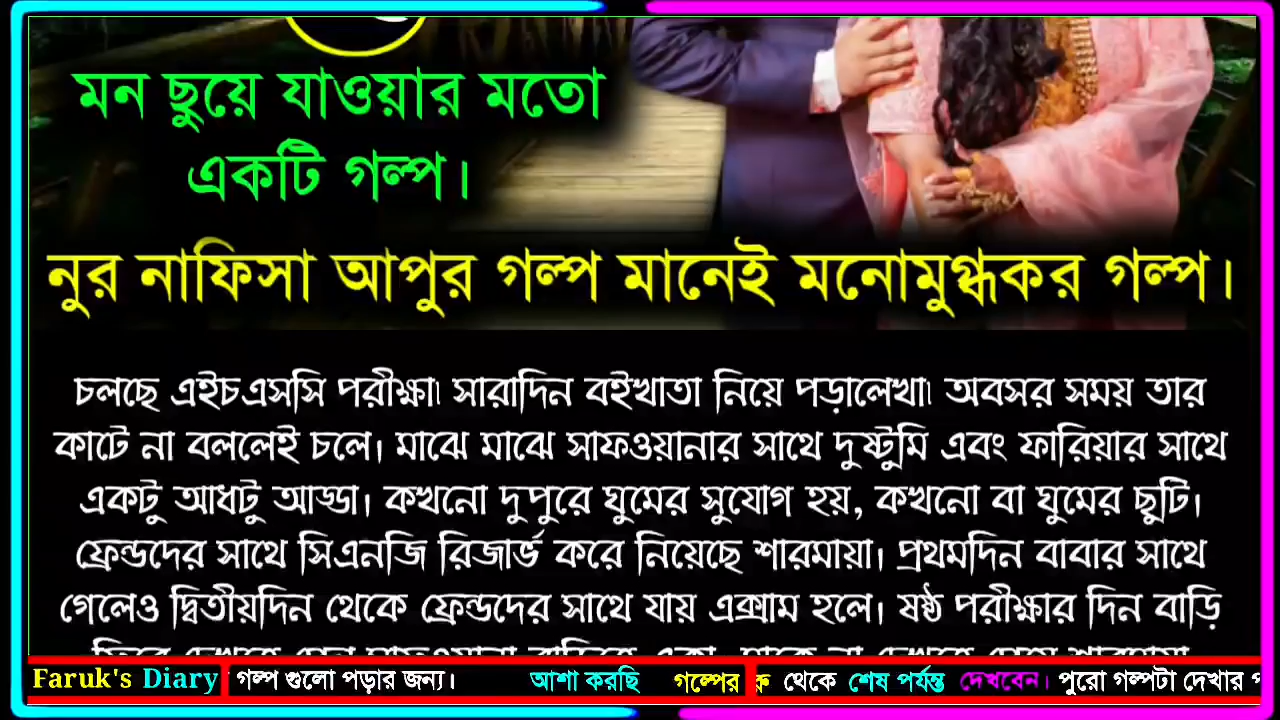 মন ছুয়ে যাওয়ার মতো
একটি গল্প।
নুর নাফিসা আপুর গল্প মানেই মনোমুগ্ধকর গল্প।
চলছে এইচএসসি পরীক্ষা৷ সারাদিন বইখাতা নিয়ে পড়ালেখা৷ অবসর সময় তার
কাটে না বললেই চলে। মাঝে মাঝে সাফওয়ানার সাথে দুষ্টুমি এবং ফারিয়ার সাথে
একটু আধটু আড্ডা। কখনো দুপুরে ঘুমের সুযোগ হয়, কখনো বা ঘুমের ছুটি।
ফ্রেন্ডদের সাথে সিএনজি রিজার্ভ করে নিয়েছে শারমায়া। প্রথমদিন বাবার সাথে
গেলেও দ্বিতীয়দিন থেকে ফ্রেন্ডদের সাথে যায় এক্সাম হলে। ষষ্ঠ পরীক্ষার দিন বাড়ি
Faruk's Diary গল্প গুলো পড়ার জন্য। আশা করছি গল্পের থেকে শেষ পর্যন্ত দেখবেন। পুরো গল্পটা দেখার